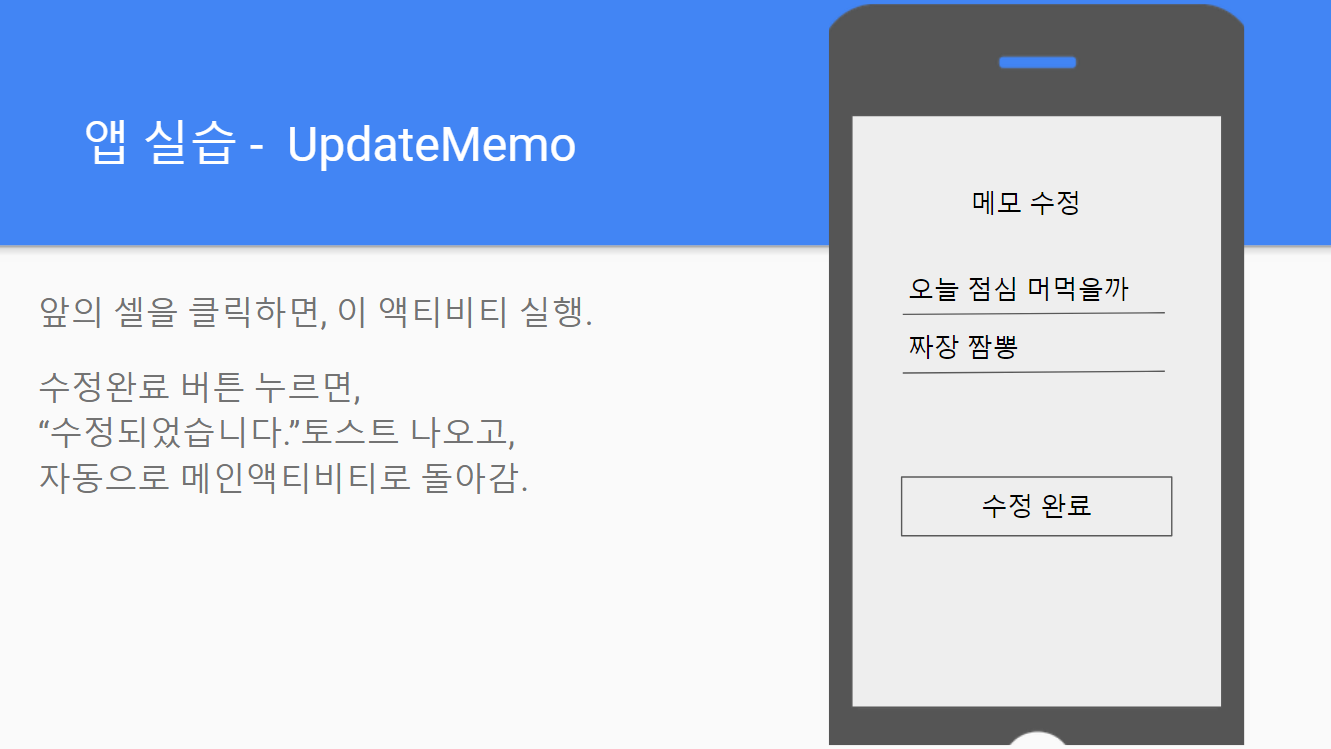 앱 실습 - UpdateMemo
앞의 셀을 클릭하면, 이 액티비티 실행.
수정완료 버튼 누르면,
“수정되었습니다.”토스트 나오고,
자동으로 메인액티비티로 돌아감.
메모 수정
오늘 점심 머먹을까
짜장 짬뽕
수정 완료